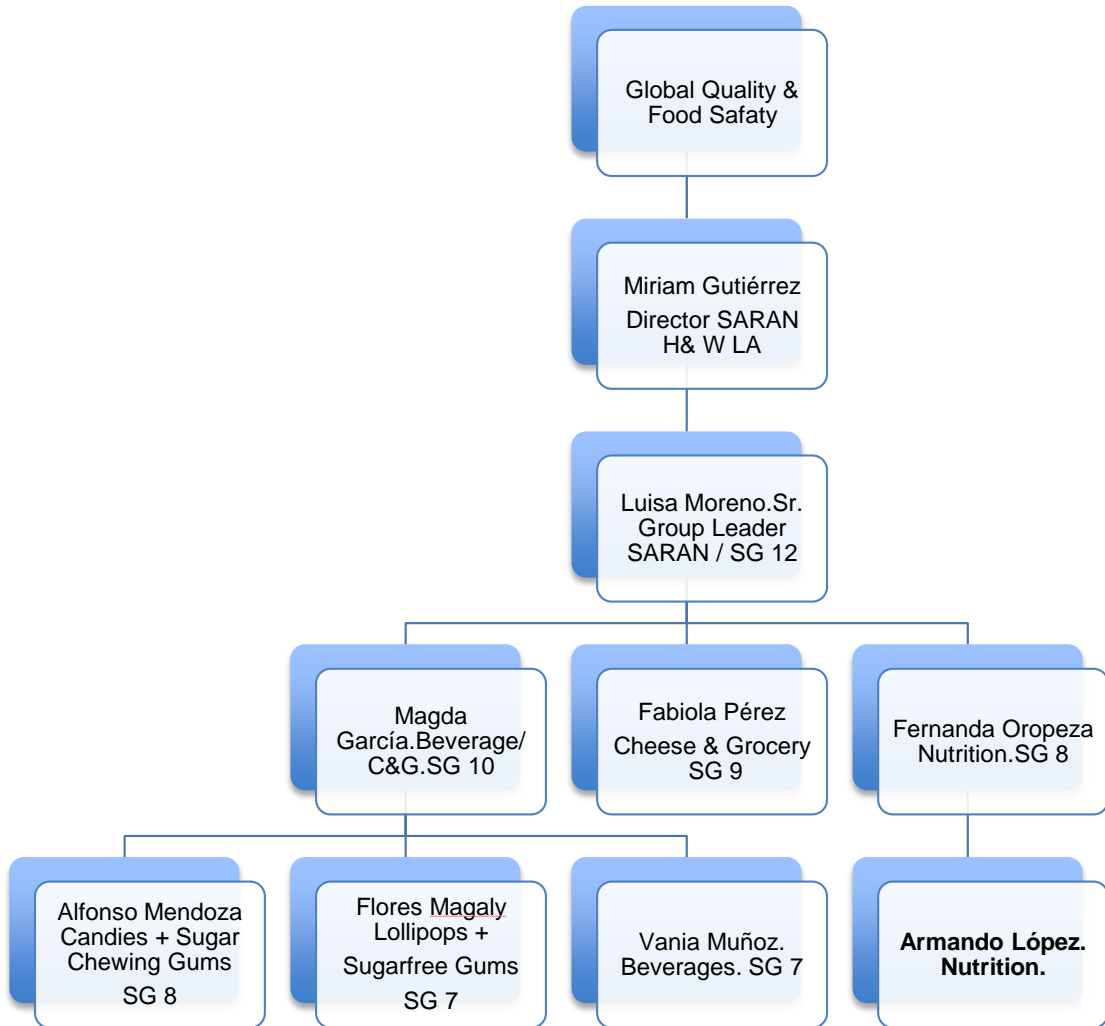 Global Quality &
Food Safaty
Miriam Gutiérrez
Director SARAN
H& W LA
Luisa Moreno.Sr.
Group Leader
SARAN / SG 12
Magda
García.Beverage/
C&G.SG 10
Fabiola Pérez
Cheese & Grocery
SG 9
Fernanda Oropeza
Nutrition.SG 8
Alfonso Mendoza
Candies + Sugar
Chewing Gums
SG 8
Flores Magaly
Lollipops +
Sugarfree Gums
SG 7
Vania Muñoz.
Beverages. SG 7
Armando López.
Nutrition.